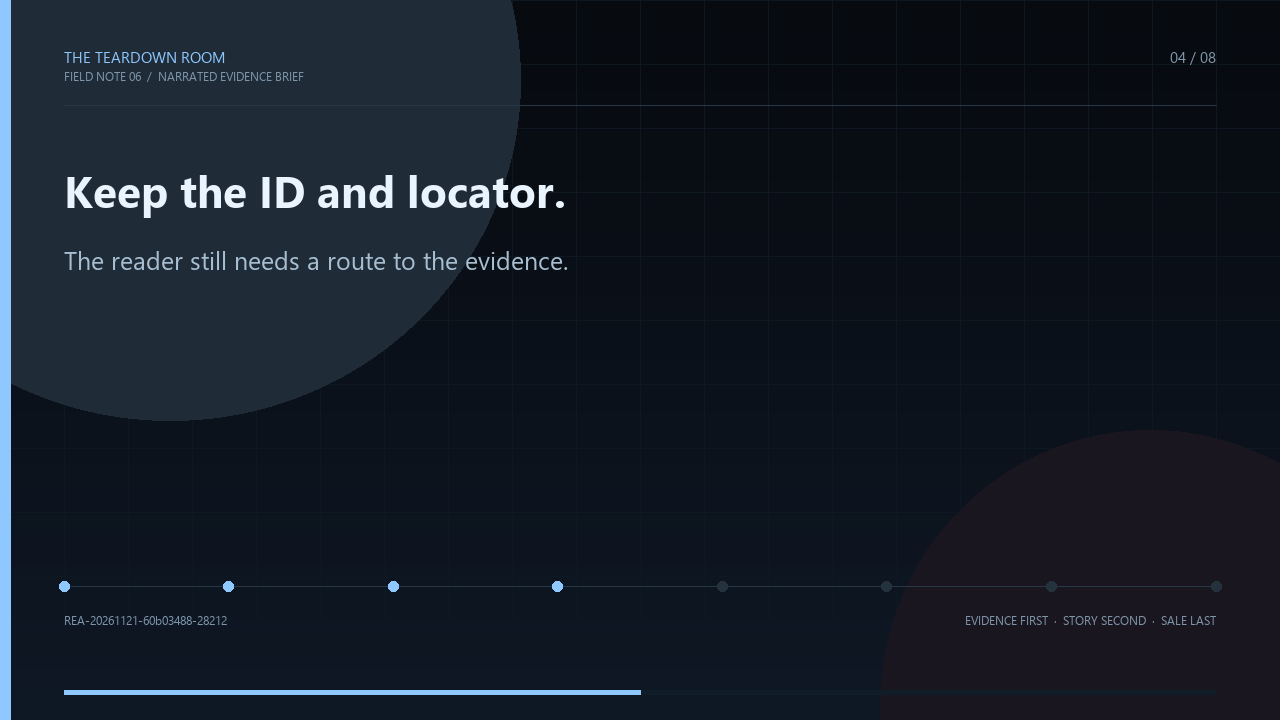 THE TEARDOWN ROOM
04 / 08
FIELD NOTE 06 / NARRATED EVIDENCE BRIEF
Keep the ID and locator.
The reader still needs a route to the evidence.
REA-20261121-60b03488-28212
EVIDENCE FIRST · STORY SECOND · SALE LAST